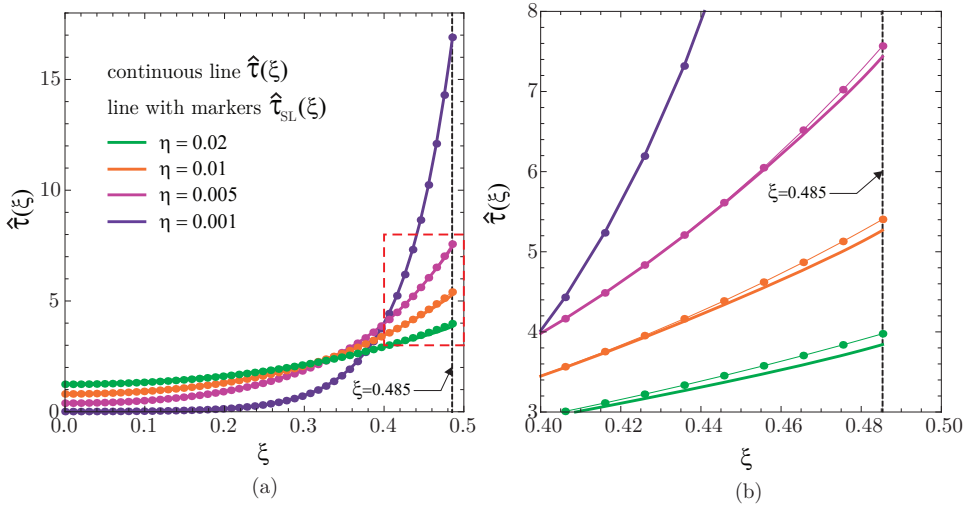 15
10
5
0
0.0 0.1 0.2 0.3 0.4 0.5
τ̂(ξ)
ξ
continuous line τ̂(ξ)
line with markers τ̂SL(ξ)
η = 0.02
η = 0.01
η = 0.005
η = 0.001
ξ=0.485
(a)
8
7
6
5
4
3
0.40 0.42 0.44 0.46 0.48 0.50
τ̂(ξ)
ξ
ξ=0.485
(b)